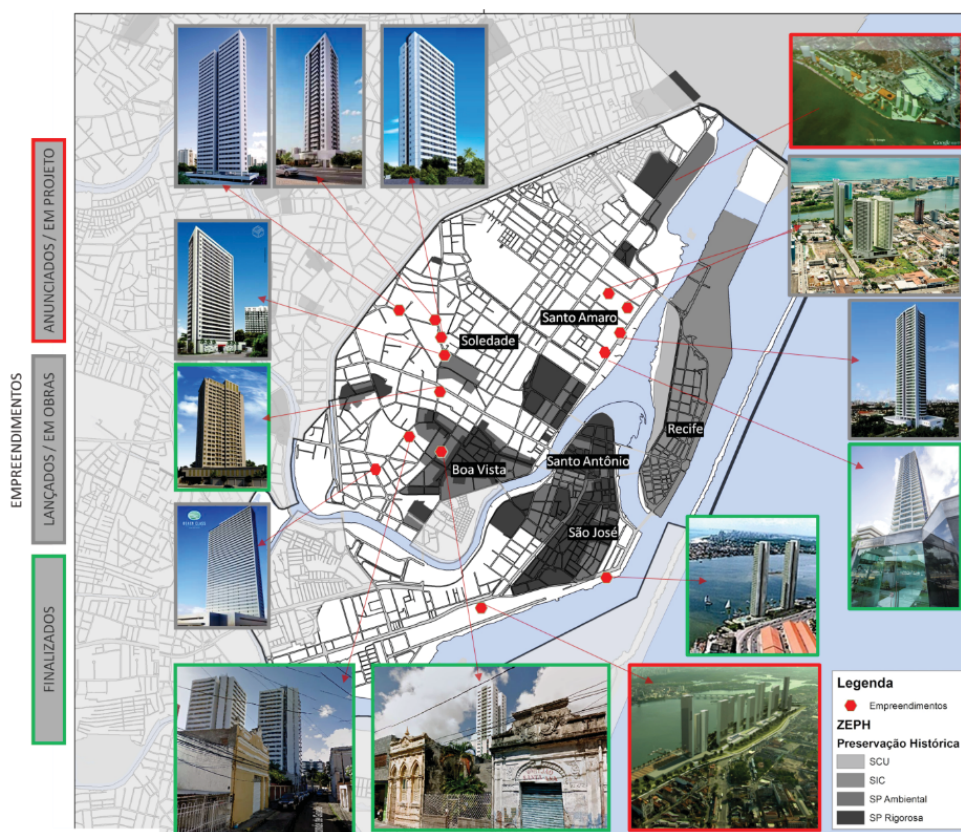 EMPREENDIMENTOS
ANUNCIADOS / EM PROJETO
LANÇADOS / EM OBRAS
FINALIZADOS
Soledade
Santo Amaro
Recife
Boa Vista
Santo Antônio
São José
Legenda
Empreendimentos
ZEPH
Preservação Histórica
SCU
SIC
SP Ambiental
SP Rigorosa